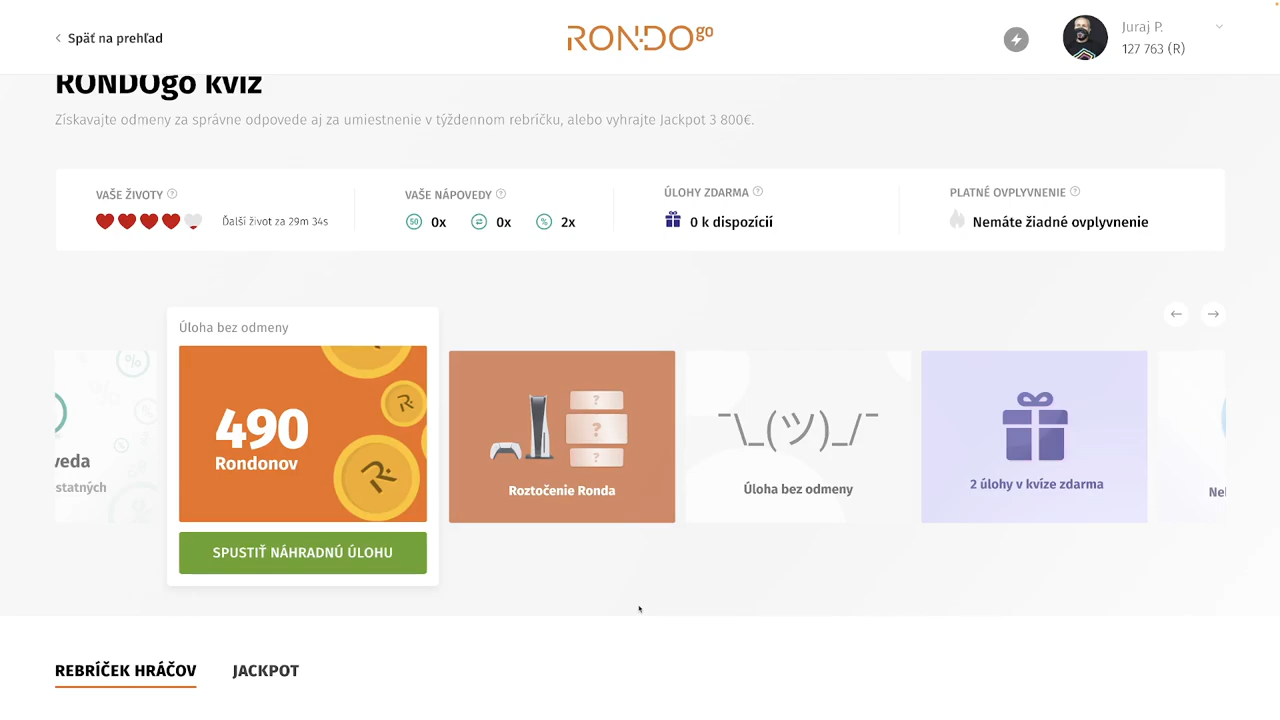 Späť na prehľad
RONDOgo
Juraj P.
127 763 (R)
RONDOgo kvíz
Získavajte odmeny za správne odpovede aj za umiestnenie v týždennom rebríčku, alebo vyhrajte Jackpot 3 800€.
VAŠE ŽIVOTY ?
Ďalší život za 29m 34s
VAŠE NÁPOVEDY ?
50 0x 0x % 2x
ÚLOHY ZDARMA ?
0 k dispozícií
PLATNÉ OVPLYVNENIE ?
Nemáte žiadné ovplyvnenie
Úloha bez odmeny
%
veda
statných
490
Rondonov
SPUSTIŤ NÁHRADNÚ ÚLOHU
?
?
?
Roztočenie Ronda
¯\_(ツ)_/¯
Úloha bez odmeny
2 úlohy v kvíze zdarma
REBRÍČEK HRÁČOV
JACKPOT